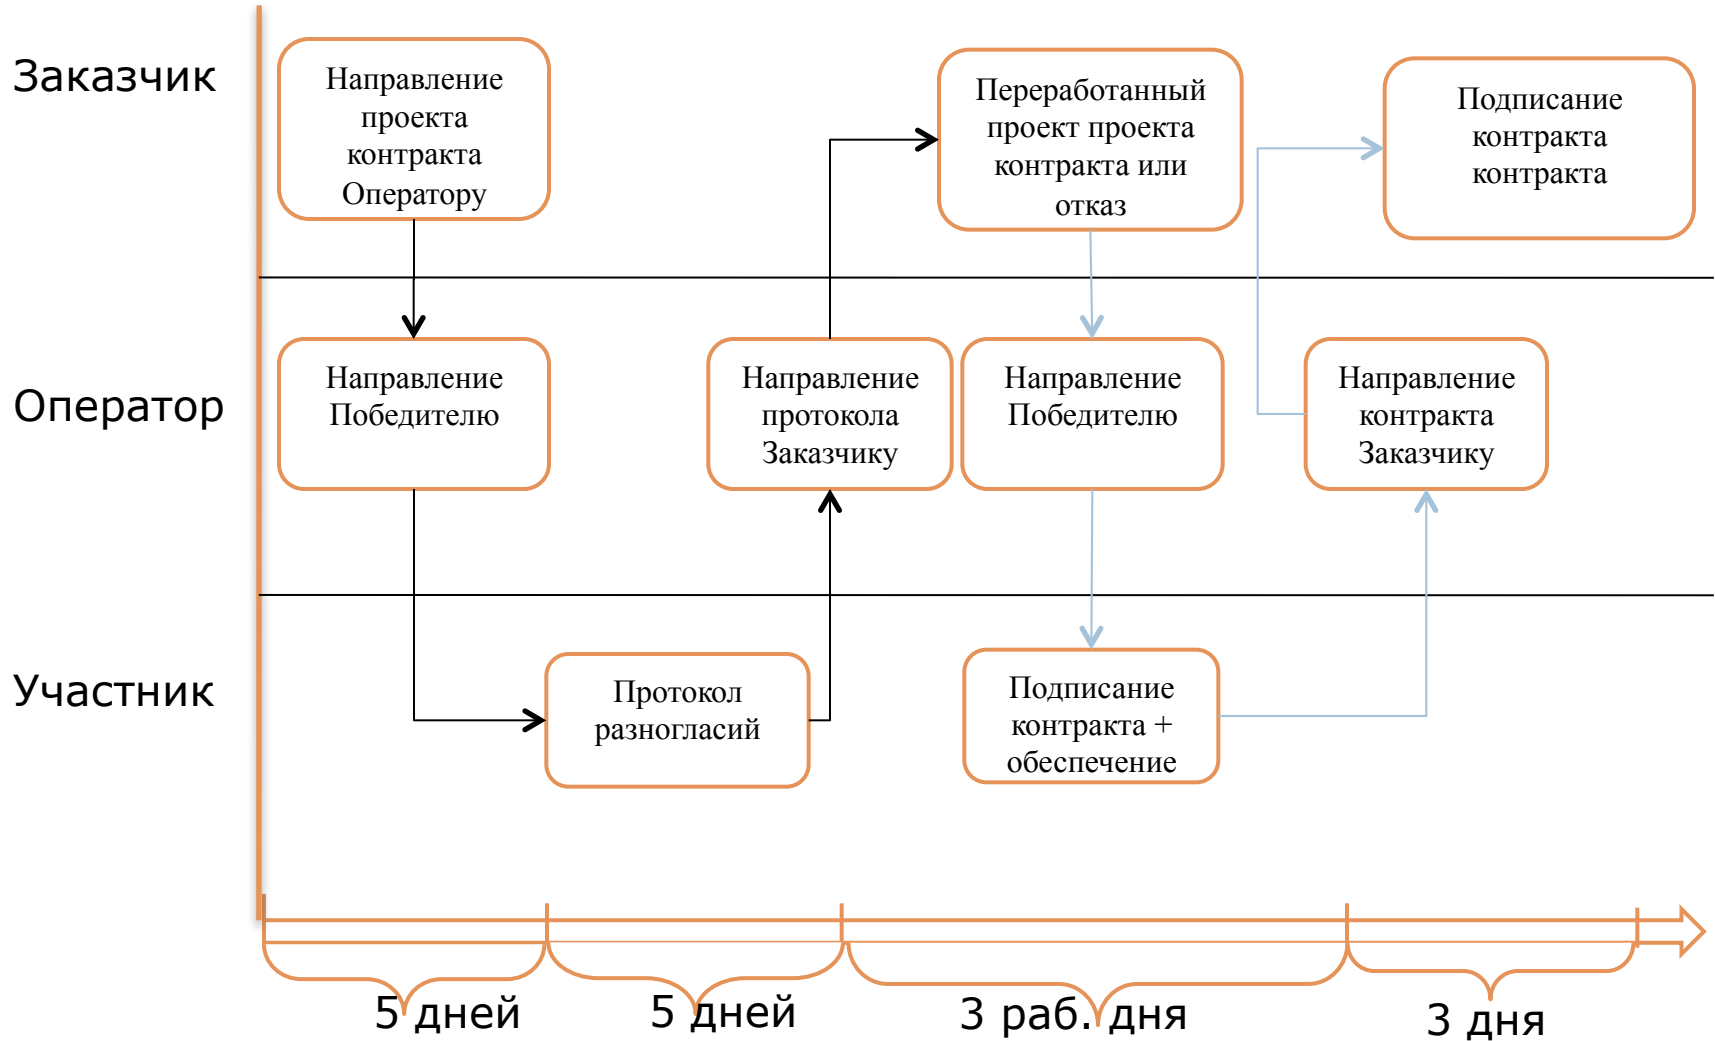 Заказчик
Направление
проекта
контракта
Оператору
Переработанный
проект проекта
контракта или
отказ
Подписание
контракта
контракта
Оператор
Направление
Победителю
Направление
протокола
Заказчику
Направление
Победителю
Направление
контракта
Заказчику
Участник
Протокол
разногласий
Подписание
контракта +
обеспечение
5 дней
5 дней
3 раб. дня
3 дня